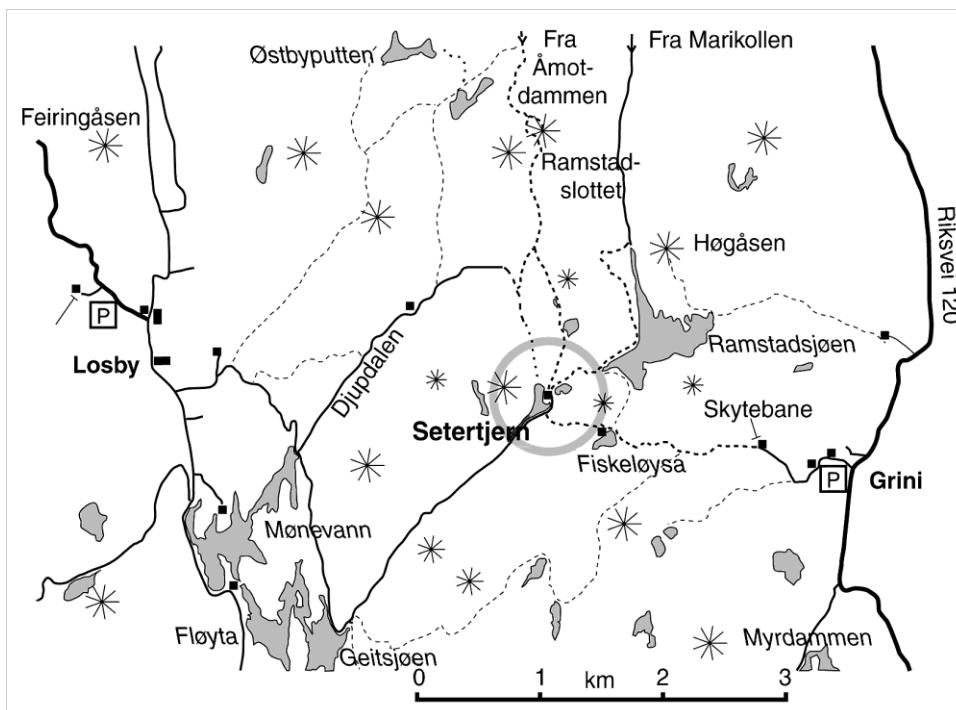 Østbyputten
Fra
Åmot-
dammen
Fra Marikollen
Feiringåsen
Ramstad-
slottet
Høgåsen
Riksvei 120
P
Losby
Djupdalen
Ramstadsjøen
Setertjern
Skytebane
Fiskeløysa
P
Grini
Mønevann
Fløyta
Geitsjøen
Myrdammen
0 1 2 3
km